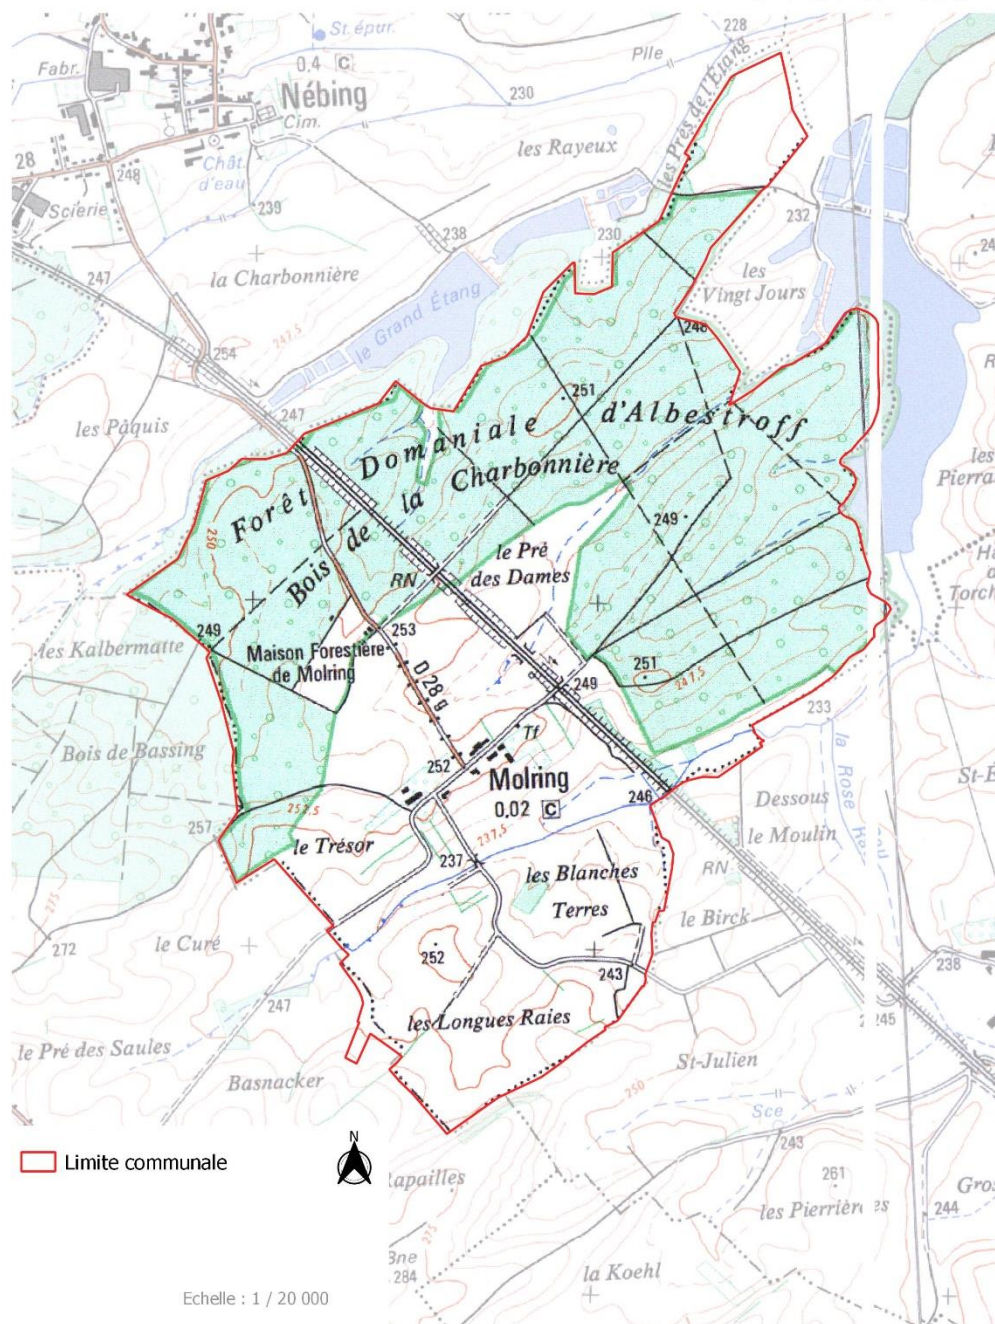 St. épur.
228
Pile
Fabr.
0,4 C
Nébing
Cim.
230
les Prés de l'Étang
les Rayeux
28
248
Chât.
d'eau
Scierie
239
238
230
232
247
la Charbonnière
les
Vingt Jours
le Grand Étang
254
247,5
248
247
251
les Pâquis
Domaniale
d'Albestroff
Forêt
Bois de la Charbonnière
250
249
les
Pierra
le Pré
des Dames
RN
Torch
249
253
les Kalbermatte
Maison Forestière
de Molring
D 28 g
249
251
247,5
233
Bois de Bassing
Tf
la Rose
252
Molring
0,02 C
246
St-É
Dessous
le Moulin
257
252,5
237,5
le Trésor
237
les Blanches
Terres
RN
275
le Birck
272
le Curé
252
243
238
247
245
les Longues Raies
le Pré des Saules
St-Julien
Basnacker
250
Sce
243
N
Limite communale
Rapailles
261
les Pierrières
244
Gros
275
284
la Koehl
Echelle : 1 / 20 000